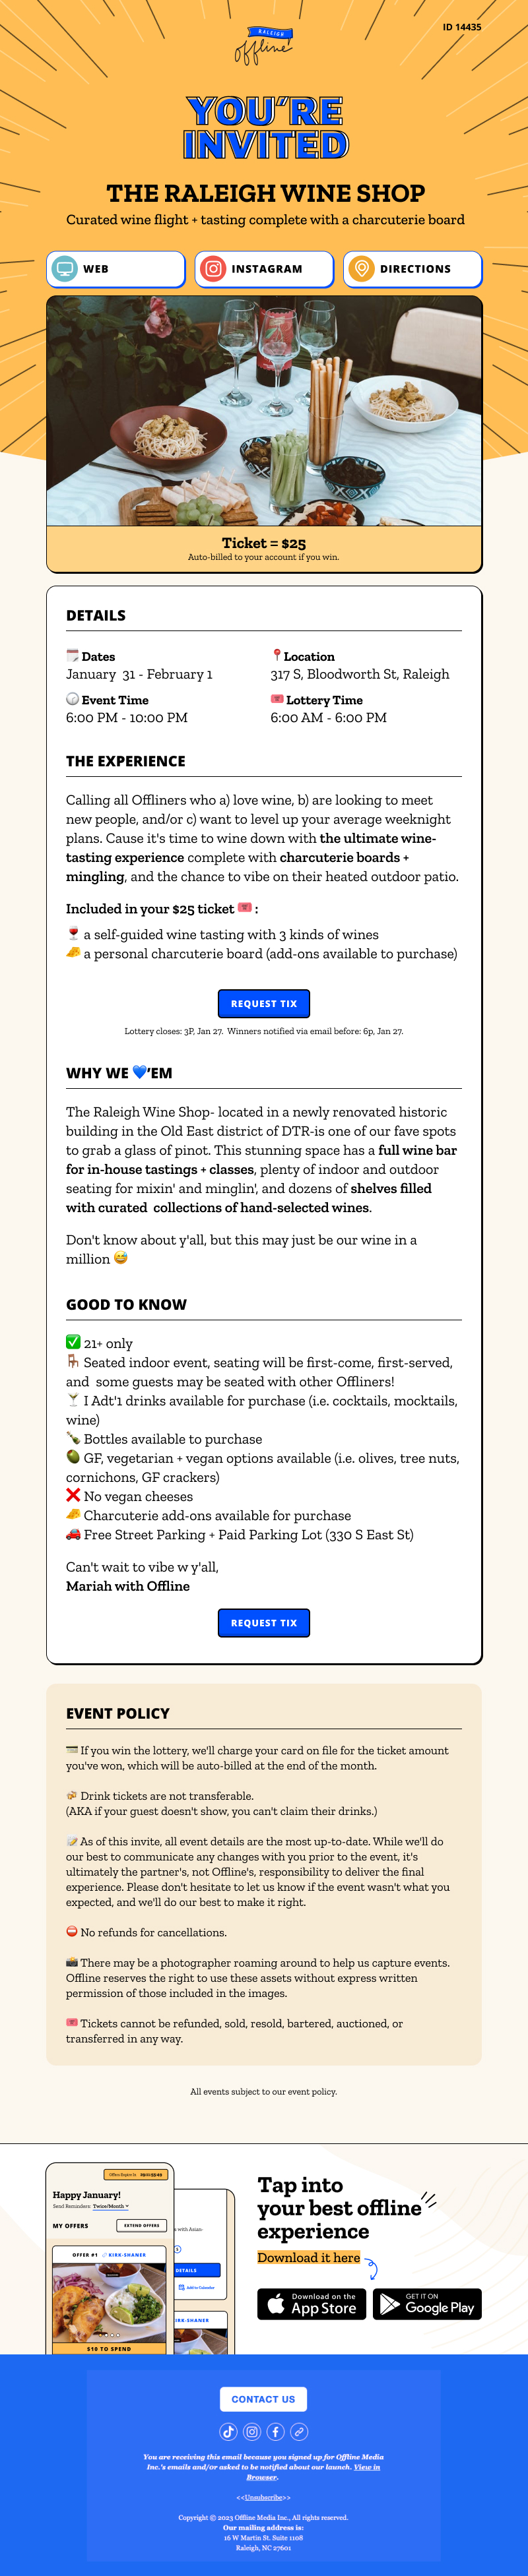 RALEIGH
offline
ID 14435
YOU'RE
INVITED
THE RALEIGH WINE SHOP
Curated wine flight + tasting complete with a charcuterie board
WEB
INSTAGRAM
DIRECTIONS
Ticket = $25
Auto-billed to your account if you win.
DETAILS
Dates
January 31 - February 1
Location
317 S, Bloodworth St, Raleigh
Event Time
6:00 PM - 10:00 PM
Lottery Time
6:00 AM - 6:00 PM
THE EXPERIENCE
Calling all Offliners who a) love wine, b) are looking to meet
new people, and/or c) want to level up your average weeknight
plans. Cause it's time to wine down with the ultimate wine-
tasting experience complete with charcuterie boards +
mingling, and the chance to vibe on their heated outdoor patio.
Included in your $25 ticket 🎟️ :
🍷 a self-guided wine tasting with 3 kinds of wines
🧀 a personal charcuterie board (add-ons available to purchase)
REQUEST TIX
Lottery closes: 3P, Jan 27. Winners notified via email before: 6p, Jan 27.
WHY WE 💙'EM
The Raleigh Wine Shop- located in a newly renovated historic
building in the Old East district of DTR-is one of our fave spots
to grab a glass of pinot. This stunning space has a full wine bar
for in-house tastings + classes, plenty of indoor and outdoor
seating for mixin' and minglin', and dozens of shelves filled
with curated collections of hand-selected wines.
Don't know about y'all, but this may just be our wine in a
million 😅
GOOD TO KNOW
✅ 21+ only
🪑 Seated indoor event, seating will be first-come, first-served,
and some guests may be seated with other Offliners!
🍸 I Adt'1 drinks available for purchase (i.e. cocktails, mocktails,
wine)
🍾 Bottles available to purchase
🥑 GF, vegetarian + vegan options available (i.e. olives, tree nuts,
cornichons, GF crackers)
❌ No vegan cheeses
🧀 Charcuterie add-ons available for purchase
🚗 Free Street Parking + Paid Parking Lot (330 S East St)
Can't wait to vibe w y'all,
Mariah with Offline
REQUEST TIX
EVENT POLICY
💳 If you win the lottery, we'll charge your card on file for the ticket amount
you've won, which will be auto-billed at the end of the month.
🍻 Drink tickets are not transferable.
(AKA if your guest doesn't show, you can't claim their drinks.)
📝 As of this invite, all event details are the most up-to-date. While we'll do
our best to communicate any changes with you prior to the event, it's
ultimately the partner's, not Offline's, responsibility to deliver the final
experience. Please don't hesitate to let us know if the event wasn't what you
expected, and we'll do our best to make it right.
⛔ No refunds for cancellations.
📸 There may be a photographer roaming around to help us capture events.
Offline reserves the right to use these assets without express written
permission of those included in the images.
🎟️ Tickets cannot be refunded, sold, resold, bartered, auctioned, or
transferred in any way.
All events subject to our event policy.
Happy January!
Send Reminders: Twice/Month
MY OFFERS
EXTEND OFFERS
OFFER #1
KIRK-SHANER
$10 TO SPEND
with Asian-
DETAILS
Add to Calendar
KIRK-SHANER
Tap into
your best offline
experience
Download it here
Download on the
App Store
GET IT ON
Google Play
CONTACT US
You are receiving this email because you signed up for Offline Media
Inc.'s emails and/or asked to be notified about our launch. View in
Browser.
<<Unsubscribe>>
Copyright © 2023 Offline Media Inc., All rights reserved.
Our mailing address is:
16 W Martin St. Suite 1108
Raleigh, NC 27601